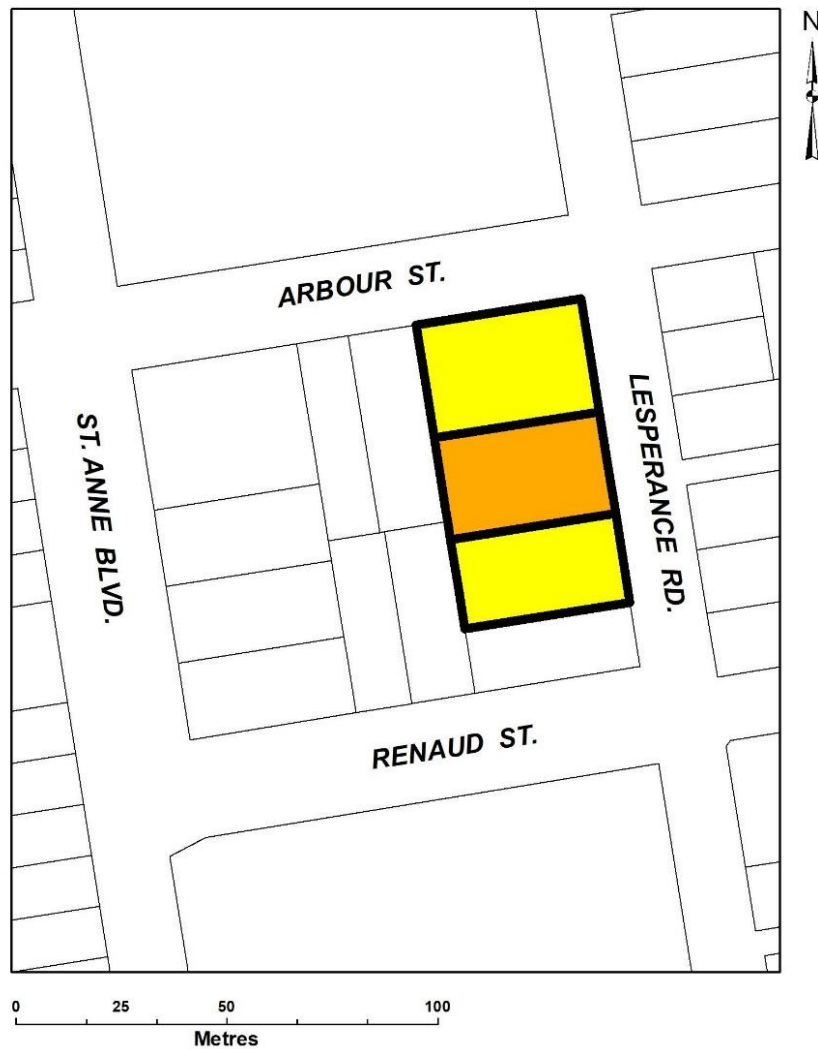 N
ARBOUR ST.
ST. ANNE BLVD.
LESPERANCE RD.
RENAUD ST.
0 25 50 100
Metres